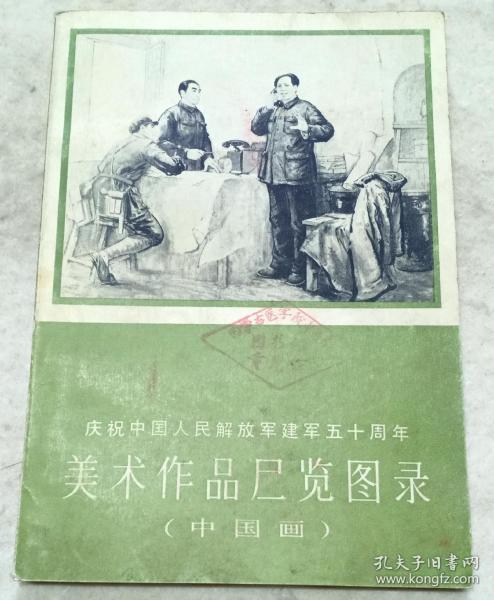 庆祝中国人民解放军建军五十周年
美术作品尸览图录
(中国画)
孔夫子旧书网
www.kongfz.com